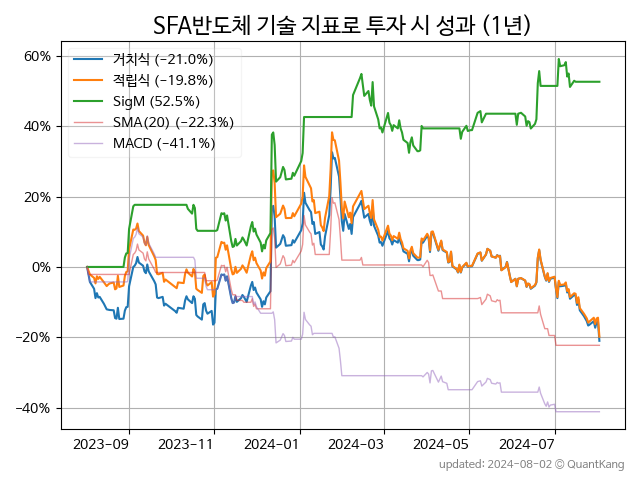 SFA반도체 기술 지표로 투자 시 성과 (1년)
거치식 (−21.0%)
적립식 (−19.8%)
SigM (52.5%)
SMA(20) (−22.3%)
MACD (−41.1%)
60%
40%
20%
0%
−20%
−40%
2023-09 2023-11 2024-01 2024-03 2024-05 2024-07
updated: 2024-08-02 © QuantKang